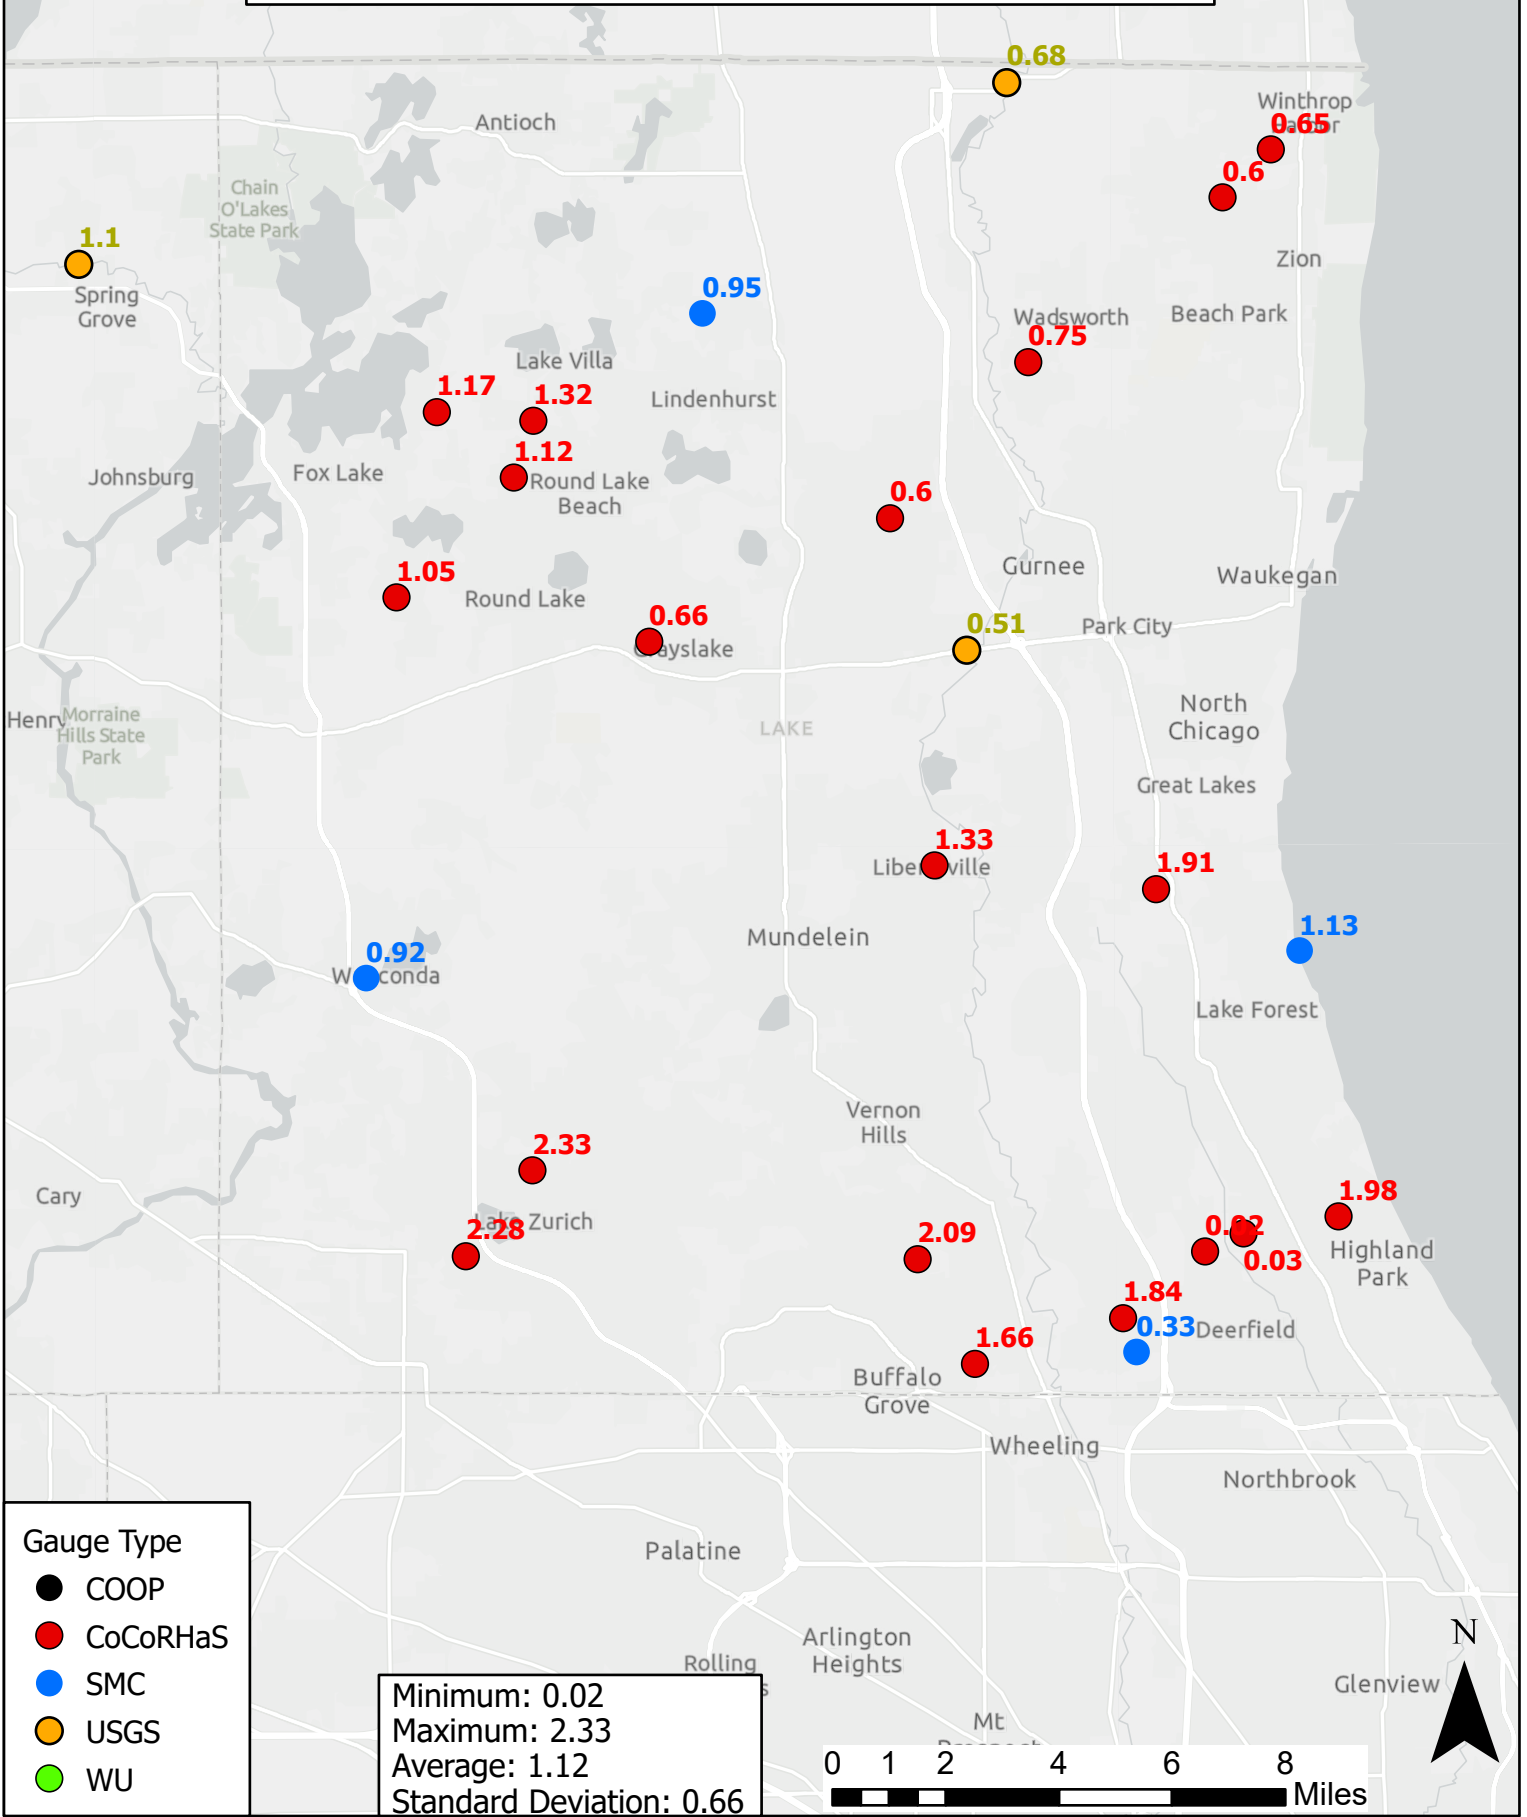 0.68
Winthrop
0.65
Antioch
0.6
Chain
O'Lakes
State Park
1.1
Zion
0.95
Spring
Grove
Beach Park
Wadsworth
0.75
Lake Villa
1.17
1.32
Lindenhurst
1.12
Johnsburg
Fox Lake
Round Lake
Beach
0.6
Gurnee
Waukegan
1.05
Round Lake
0.66
0.51
Park City
Grayslake
North
Chicago
Henry
Morraine
Hills State
Park
LAKE
Great Lakes
1.33
Libertyville
1.91
1.13
Mundelein
0.92
Wauconda
Lake Forest
Vernon
Hills
2.33
Cary
1.98
2.28
Lake Zurich
2.09
0.02
0.03
Highland
Park
1.84
0.33
Deerfield
1.66
Buffalo
Grove
Wheeling
Northbrook
Palatine
Arlington
Heights
Rolling
Glenview
Mt
Prospect
Gauge Type
COOP
CoCoRHaS
SMC
USGS
WU
Minimum: 0.02
Maximum: 2.33
Average: 1.12
Standard Deviation: 0.66
N
0 1 2 4 6 8
Miles